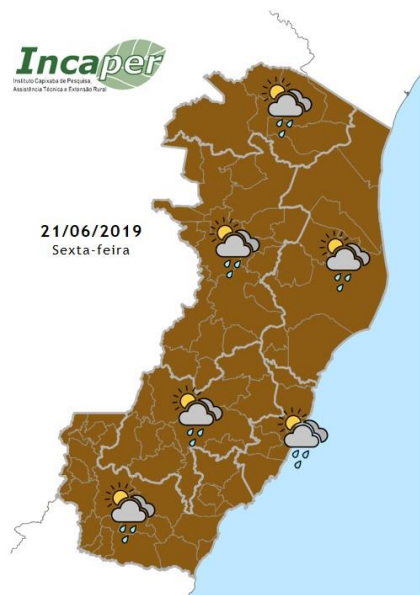 Incaper
Instituto Capixaba de Pesquisa,
Assistência Técnica e Extensão Rural
21/06/2019
Sexta-feira